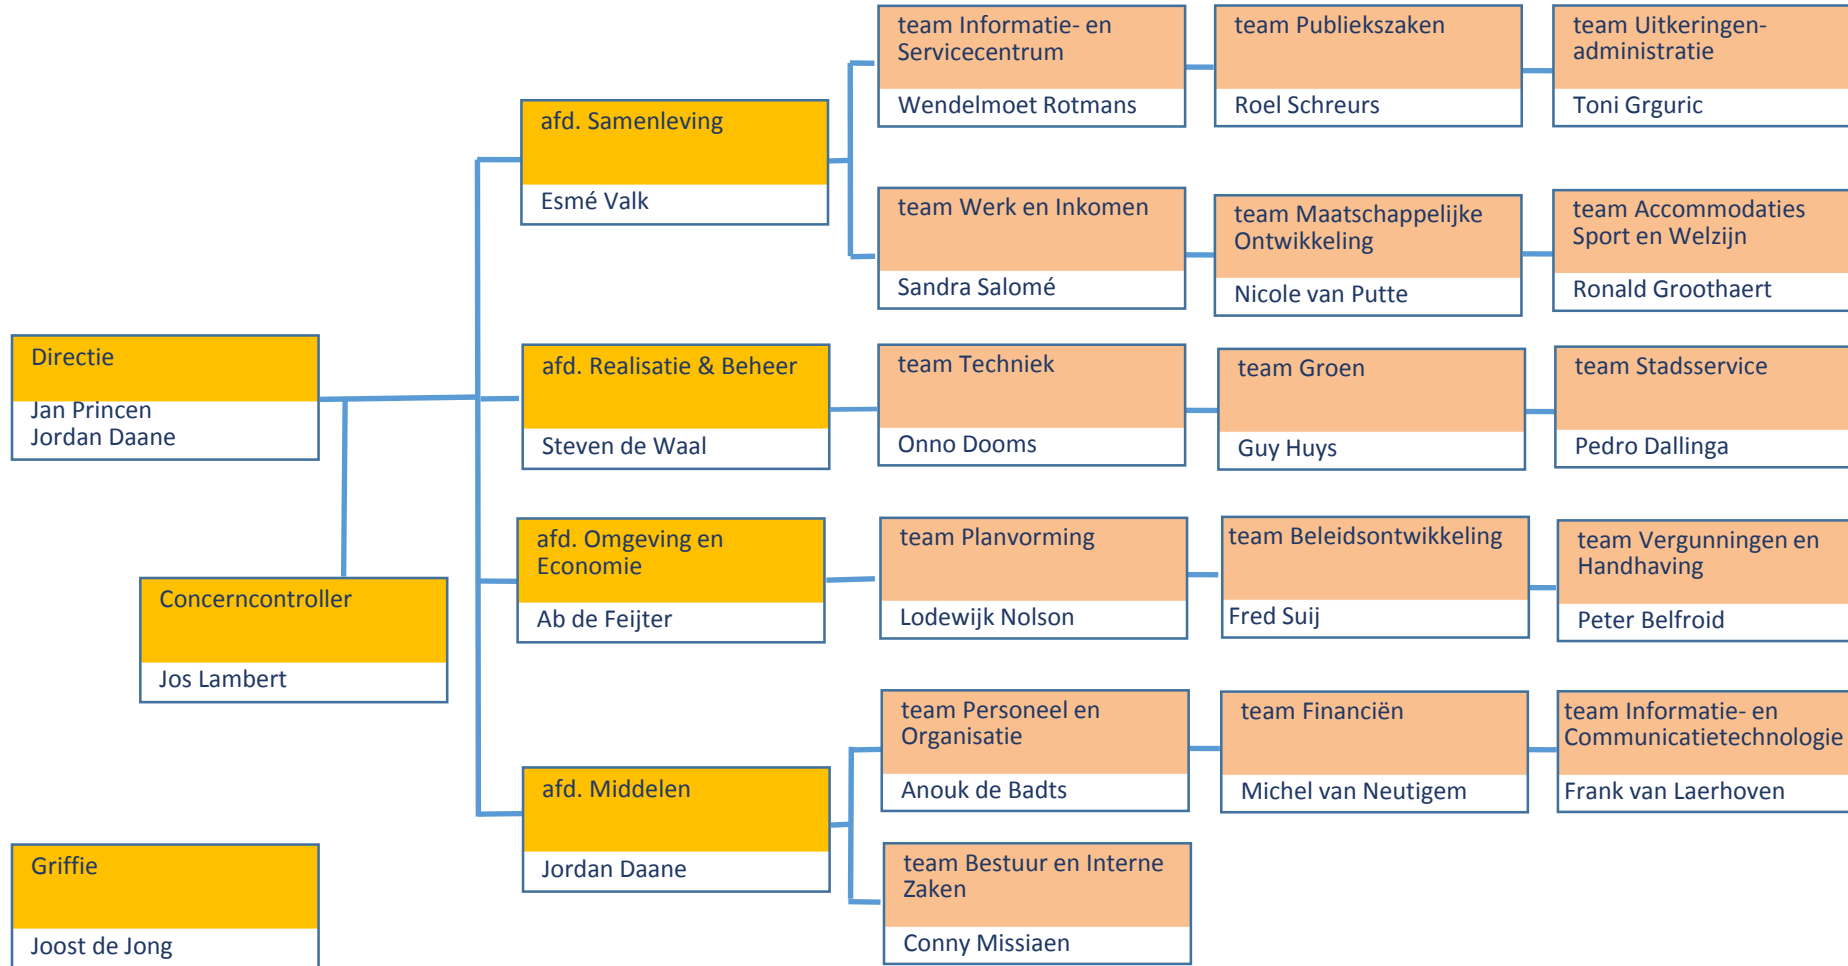 team Informatie- en
Servicecentrum
Wendelmoet Rotmans
team Publiekszaken
Roel Schreurs
team Uitkeringen-
administratie
Toni Grguric
afd. Samenleving
Esmé Valk
team Werk en Inkomen
Sandra Salomé
team Maatschappelijke
Ontwikkeling
Nicole van Putte
team Accommodaties
Sport en Welzijn
Ronald Groothaert
Directie
Jan Princen
Jordan Daane
afd. Realisatie & Beheer
Steven de Waal
team Techniek
Onno Dooms
team Groen
Guy Huys
team Stadsservice
Pedro Dallinga
Concerncontroller
Jos Lambert
afd. Omgeving en
Economie
Ab de Feijter
team Planvorming
Lodewijk Nolson
team Beleidsontwikkeling
Fred Suij
team Vergunningen en
Handhaving
Peter Belfroid
afd. Middelen
Jordan Daane
team Personeel en
Organisatie
Anouk de Badts
team Financiën
Michel van Neutigem
team Informatie- en
Communicatietechnologie
Frank van Laerhoven
team Bestuur en Interne
Zaken
Conny Missiaen
Griffie
Joost de Jong